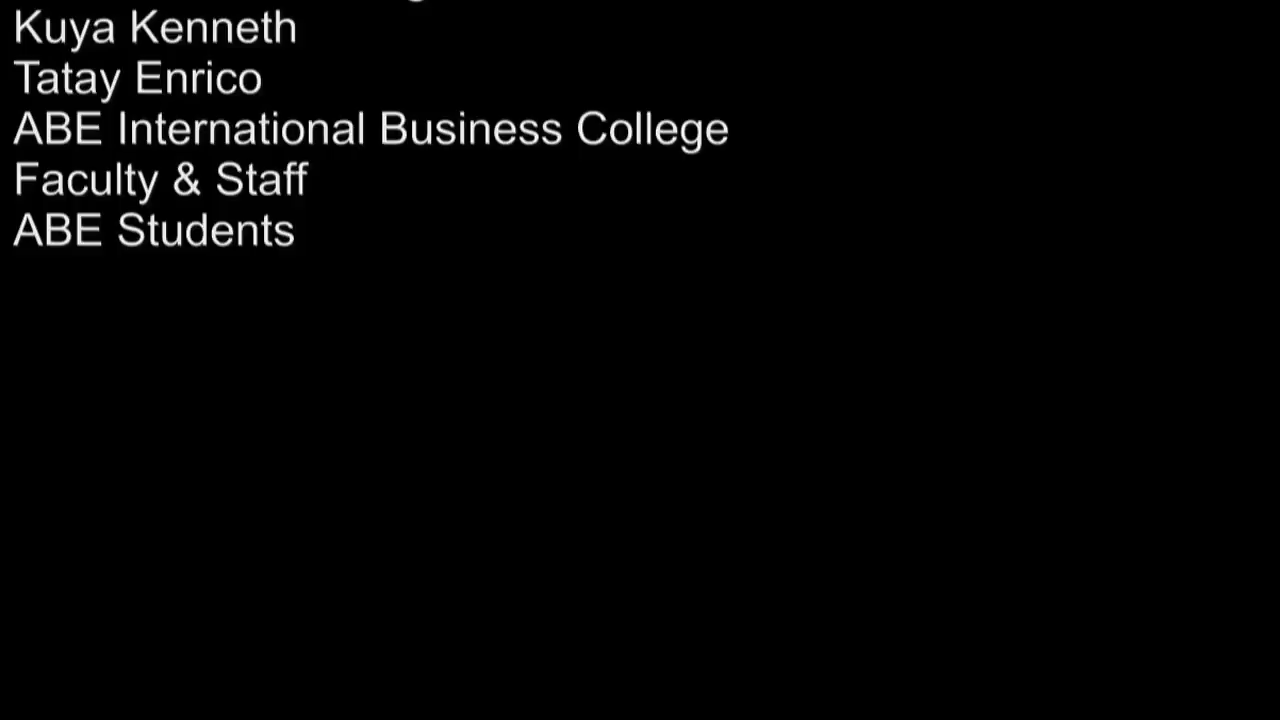 Kuya Kenneth
Tatay Enrico
ABE International Business College
Faculty & Staff
ABE Students